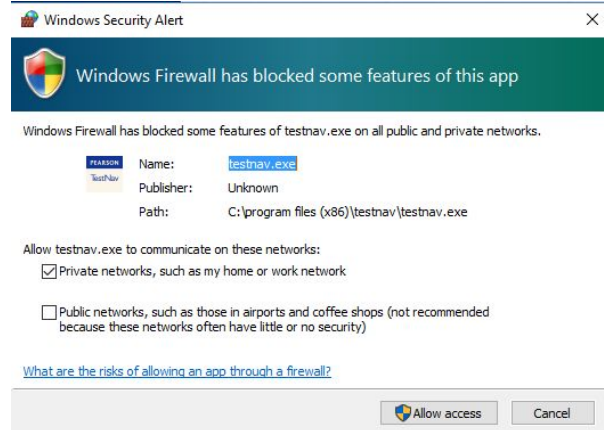 Windows Security Alert
Windows Firewall has blocked some features of this app
Windows Firewall has blocked some features of testnav.exe on all public and private networks.
PEARSON
TestNav
Name: testnav.exe
Publisher: Unknown
Path: C:\program files (x86)\testnav\testnav.exe
Allow testnav.exe to communicate on these networks:
Private networks, such as my home or work network
Public networks, such as those in airports and coffee shops (not recommended
because these networks often have little or no security)
What are the risks of allowing an app through a firewall?
Allow access Cancel